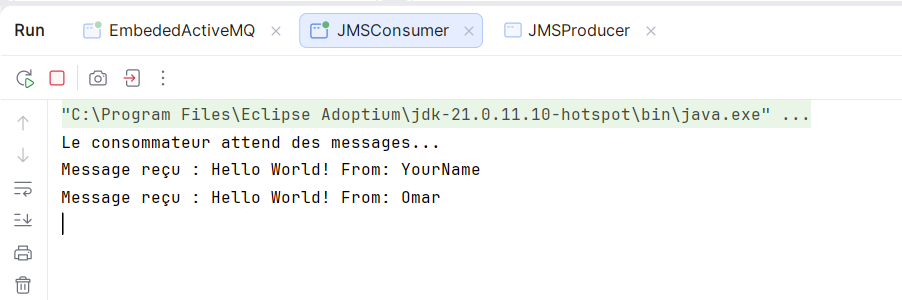 Run EmbededActiveMQ JMSConsumer JMSProducer
"C:\Program Files\Eclipse Adoptium\jdk-21.0.11.10-hotspot\bin\java.exe" ...
Le consommateur attend des messages...
Message reçu : Hello World! From: YourName
Message reçu : Hello World! From: Omar